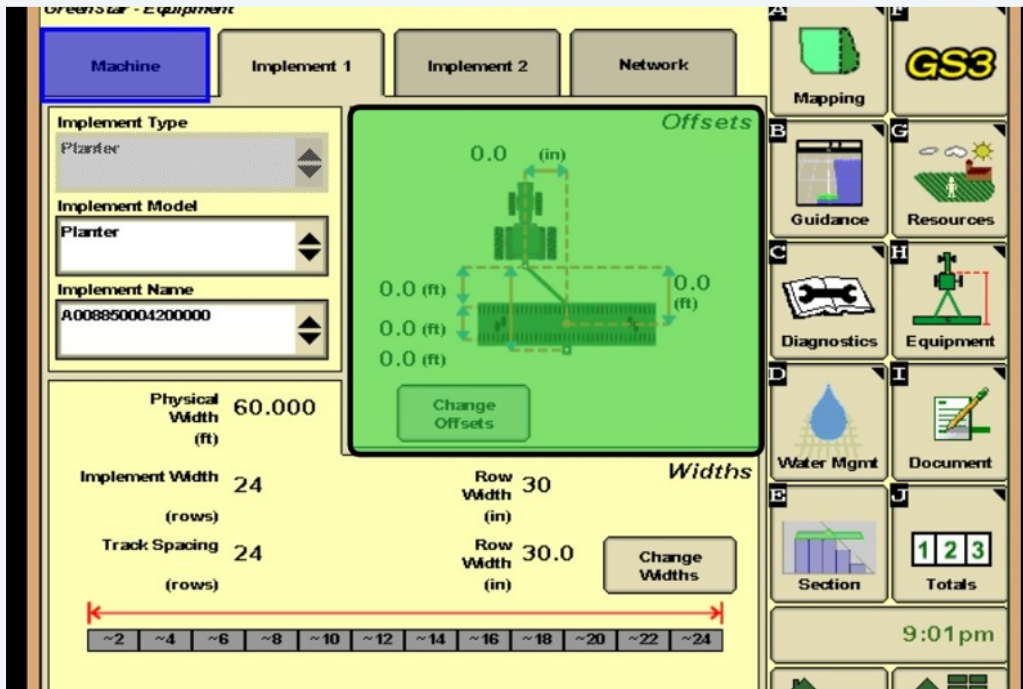 GreenStar - Equipment
Machine
Implement 1
Implement 2
Network
Implement Type
Planter
Implement Model
Planter
Implement Name
A008850004200000
Offsets
0.0 (in)
0.0 (ft)
0.0
(ft)
0.0 (ft)
0.0 (ft)
Change
Offsets
Physical
Width
(ft)
60.000
Widths
Implement Width
(rows)
24
Row
Width
(in)
30
Track Spacing
(rows)
24
Row
Width
(in)
30.0
Change
Widths
~2 ~4 ~6 ~8 ~10 ~12 ~14 ~16 ~18 ~20 ~22 ~24
A
Mapping
F
GS3
B
Guidance
G
Resources
C
Diagnostics
H
Equipment
D
Water Mgmt
I
Document
E
Section
J
1 2 3
Totals
9:01pm